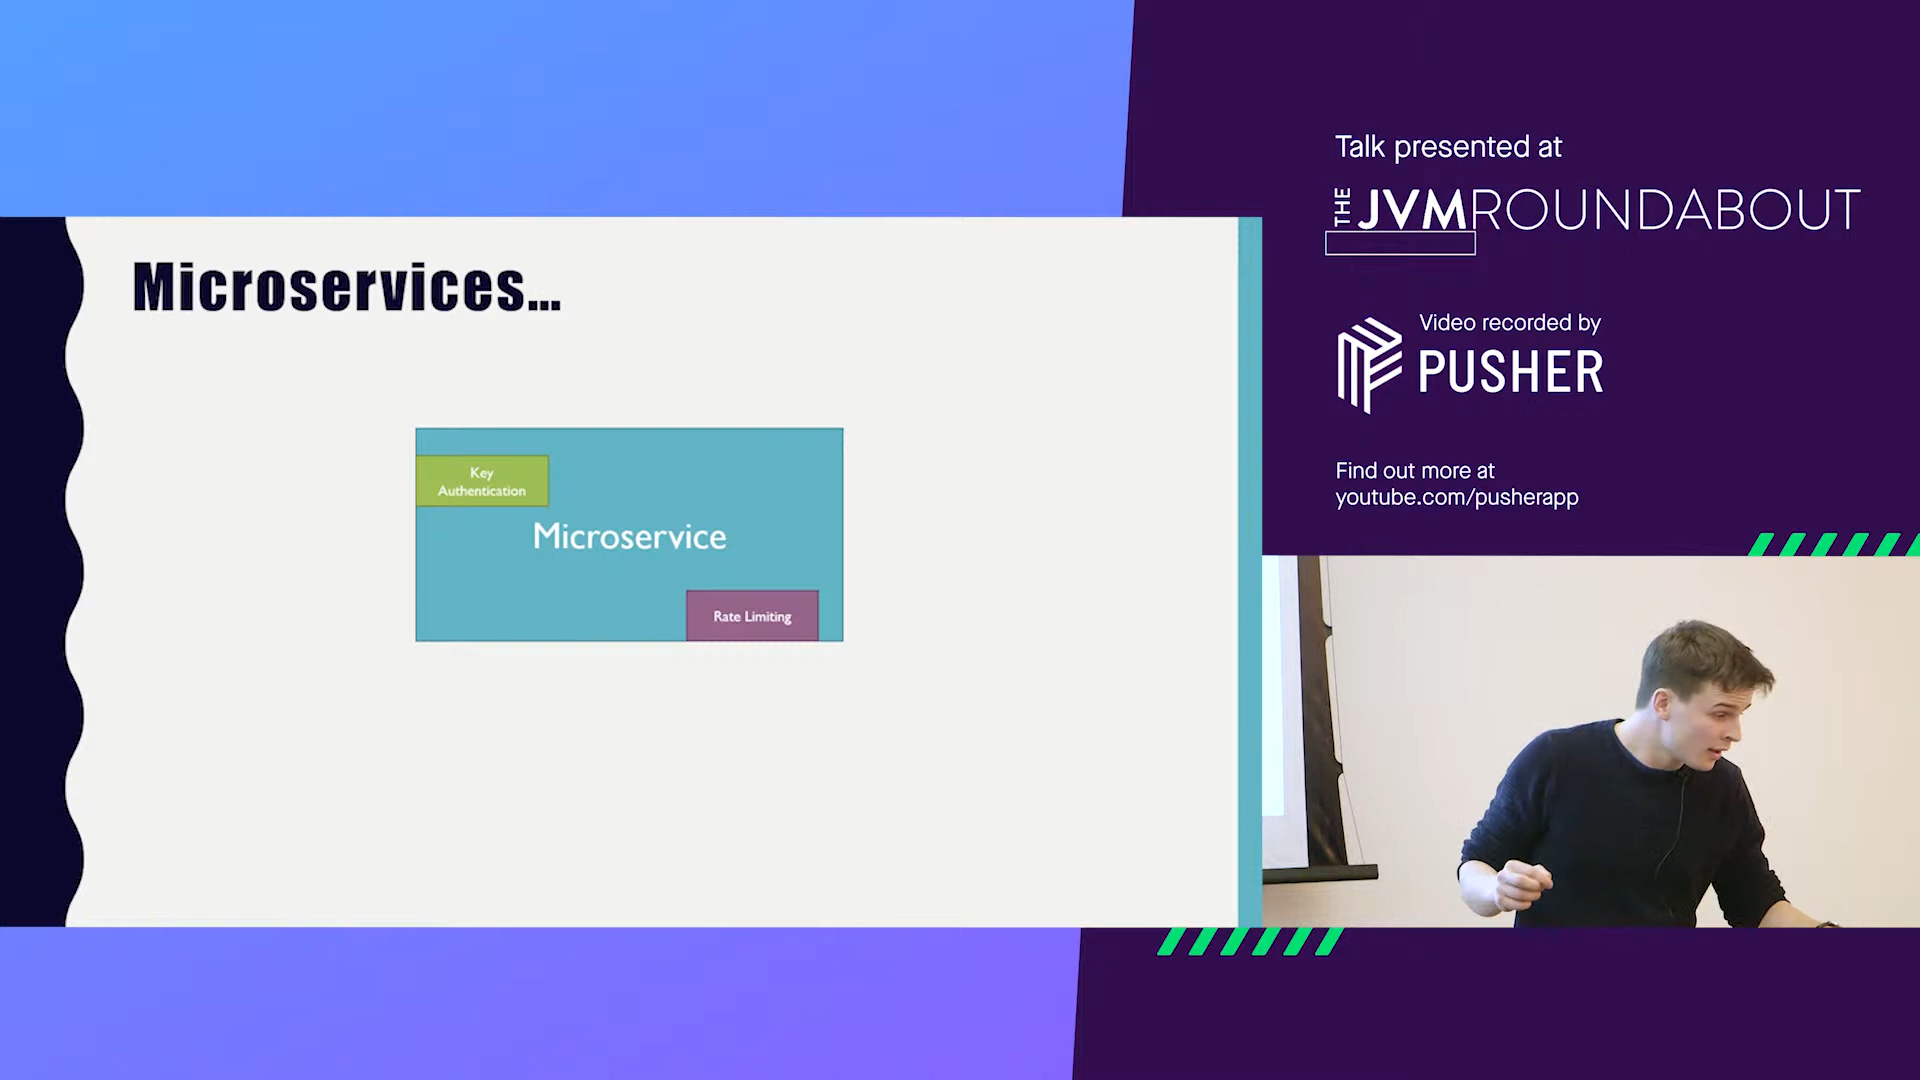 Microservices...
Key
Authentication
Microservice
Rate Limiting
Talk presented at
THE JVMROUNDABOUT
Video recorded by
PUSHER
Find out more at
youtube.com/pusherapp